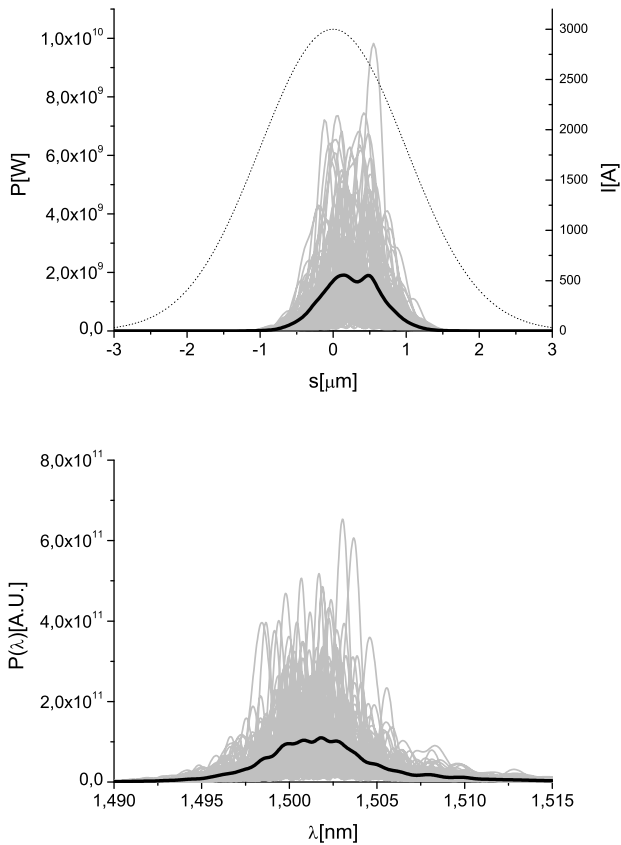 1,0x10¹⁰
8,0x10⁹
6,0x10⁹
4,0x10⁹
2,0x10⁹
0,0
P[W]
3000
2500
2000
1500
1000
500
0
I[A]
-3 -2 -1 0 1 2 3
s[μm]
8,0x10¹¹
6,0x10¹¹
4,0x10¹¹
2,0x10¹¹
0,0
P(λ)[A.U.]
1,490 1,495 1,500 1,505 1,510 1,515
λ[nm]